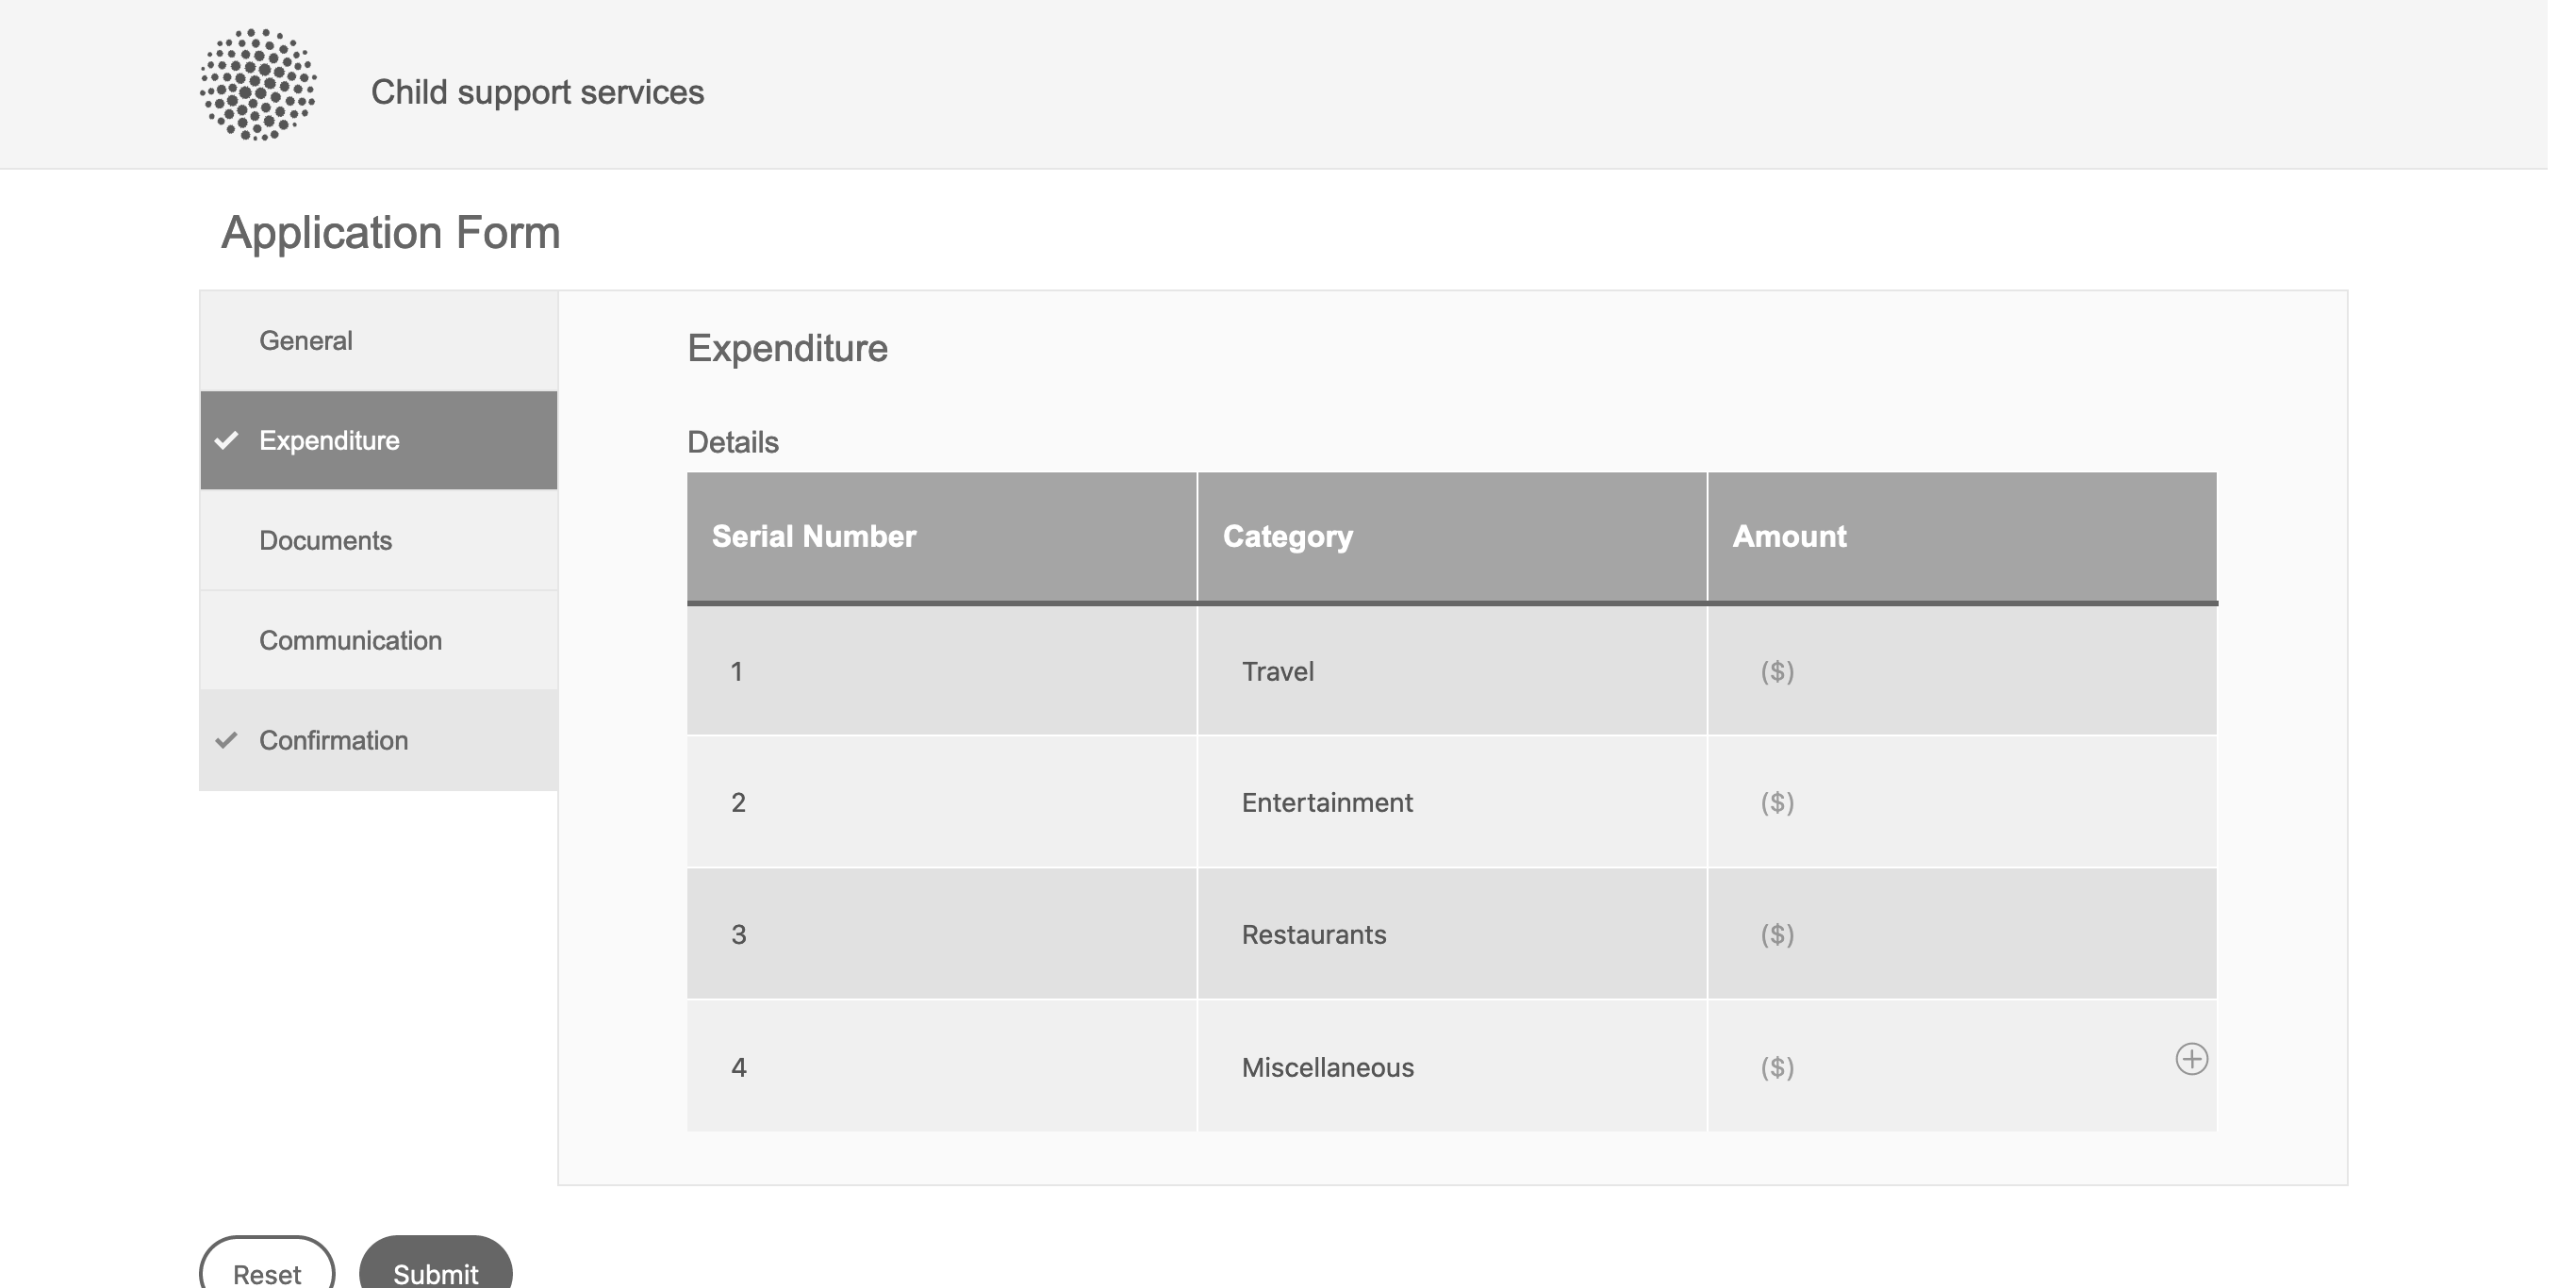 Child support services
Application Form
General
Expenditure
Documents
Communication
Confirmation
Expenditure
Details
Serial Number Category Amount
1 Travel ($)
2 Entertainment ($)
3 Restaurants ($)
4 Miscellaneous ($)
Reset Submit